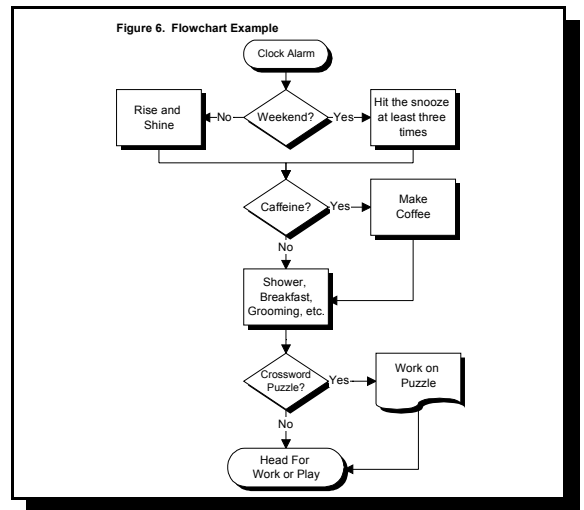 Figure 6. Flowchart Example
Clock Alarm
Rise and
Shine
No
Weekend?
Yes
Hit the snooze
at least three
times
Caffeine?
Yes
Make
Coffee
No
Shower,
Breakfast,
Grooming, etc.
Crossword
Puzzle?
Yes
Work on
Puzzle
No
Head For
Work or Play